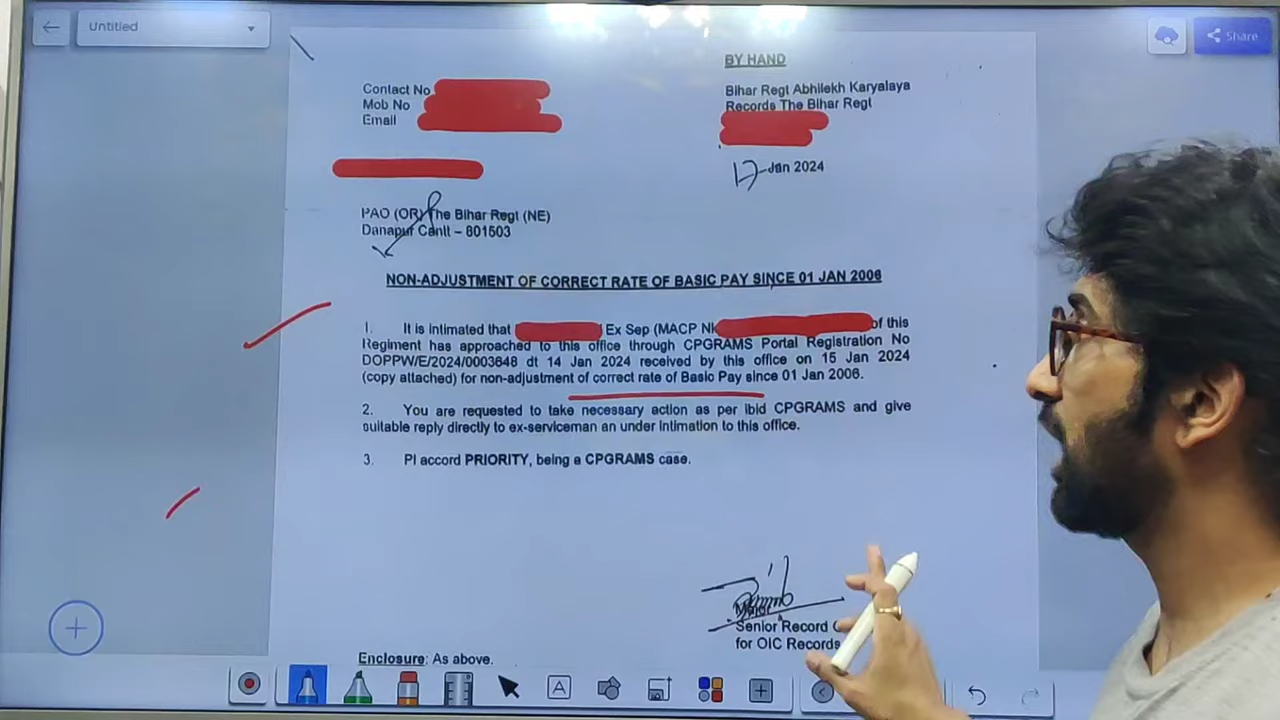 Untitled
Share
BY HAND
Contact No
Mob No
Email
Bihar Regt Abhilekh Karyalaya
Records The Bihar Regt
17 Jan 2024
PAO (OR) The Bihar Regt (NE)
Danapur Cantt – 801503
NON-ADJUSTMENT OF CORRECT RATE OF BASIC PAY SINCE 01 JAN 2006
1. It is intimated that Ex Sep (MACP Nk of this
Regiment has approached to this office through CPGRAMS Portal Registration No
DOPPW/E/2024/0003648 dt 14 Jan 2024 received by this office on 15 Jan 2024
(copy attached) for non-adjustment of correct rate of Basic Pay since 01 Jan 2006.
2. You are requested to take necessary action as per ibid CPGRAMS and give
suitable reply directly to ex-serviceman an under intimation to this office.
3. Pl accord PRIORITY, being a CPGRAMS case.
Major
Senior Record
for OIC Records
Enclosure: As above.
A